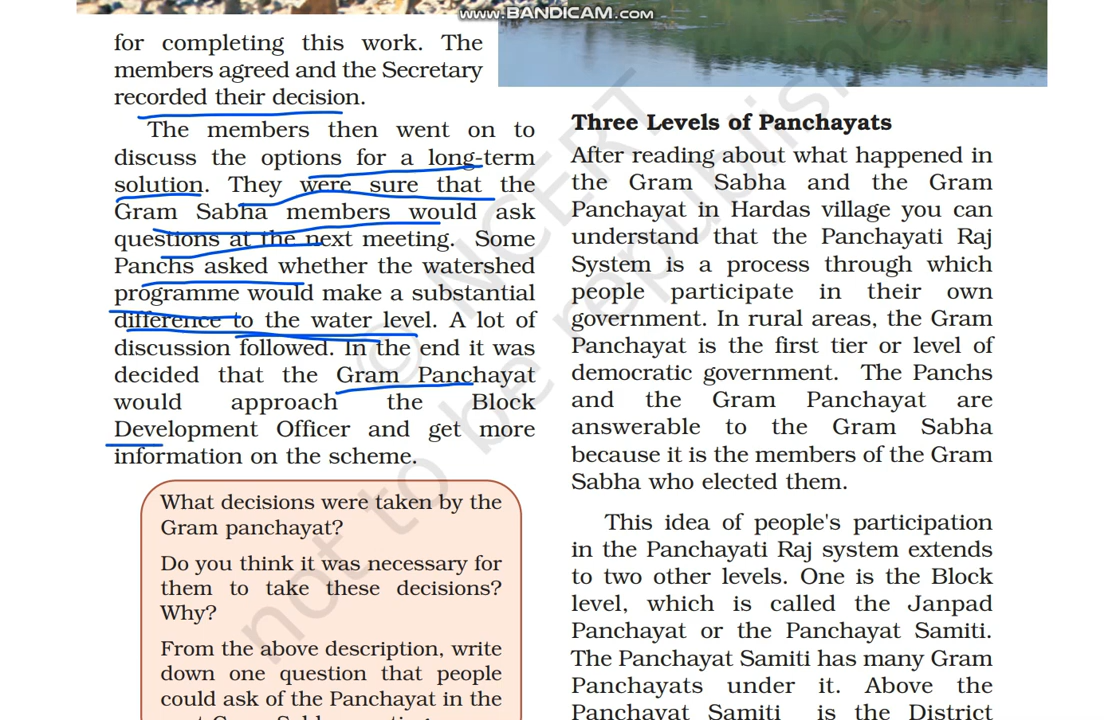 www.BANDICAM.com
for completing this work. The
members agreed and the Secretary
recorded their decision.
The members then went on to
discuss the options for a long-term
solution. They were sure that the
Gram Sabha members would ask
questions at the next meeting. Some
Panchs asked whether the watershed
programme would make a substantial
difference to the water level. A lot of
discussion followed. In the end it was
decided that the Gram Panchayat
would approach the Block
Development Officer and get more
information on the scheme.
What decisions were taken by the
Gram panchayat?
Do you think it was necessary for
them to take these decisions?
Why?
From the above description, write
down one question that people
could ask of the Panchayat in the
Three Levels of Panchayats
After reading about what happened in
the Gram Sabha and the Gram
Panchayat in Hardas village you can
understand that the Panchayati Raj
System is a process through which
people participate in their own
government. In rural areas, the Gram
Panchayat is the first tier or level of
democratic government. The Panchs
and the Gram Panchayat are
answerable to the Gram Sabha
because it is the members of the Gram
Sabha who elected them.
This idea of people's participation
in the Panchayati Raj system extends
to two other levels. One is the Block
level, which is called the Janpad
Panchayat or the Panchayat Samiti.
The Panchayat Samiti has many Gram
Panchayats under it. Above the
Panchayat Samiti is the District
© NCERT
not to be republished